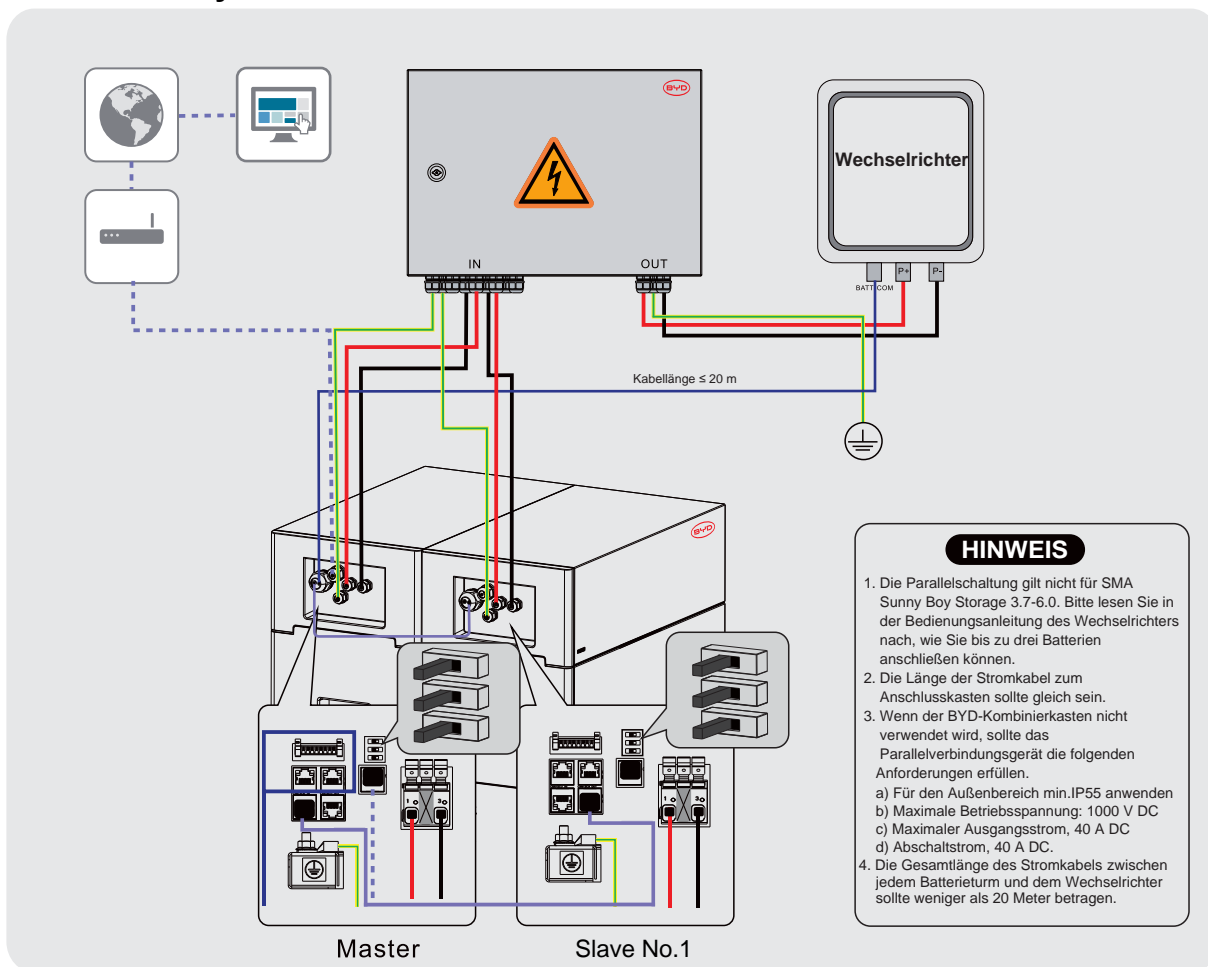 BYD
Wechselrichter
IN
OUT
P+
P-
BATT.COM
Kabellänge ≤ 20 m
BYD
HINWEIS
1. Die Parallelschaltung gilt nicht für SMA
Sunny Boy Storage 3.7-6.0. Bitte lesen Sie in
der Bedienungsanleitung des Wechselrichters
nach, wie Sie bis zu drei Batterien
anschließen können.
2. Die Länge der Stromkabel zum
Anschlusskasten sollte gleich sein.
3. Wenn der BYD-Kombinierkasten nicht
verwendet wird, sollte das
Parallelverbindungsgerät die folgenden
Anforderungen erfüllen.
a) Für den Außenbereich min.IP55 anwenden
b) Maximale Betriebsspannung: 1000 V DC
c) Maximaler Ausgangsstrom, 40 A DC
d) Abschaltstrom, 40 A DC.
4. Die Gesamtlänge des Stromkabels zwischen
jedem Batterieturm und dem Wechselrichter
sollte weniger als 20 Meter betragen.
1 3
1 3
Master
Slave No.1